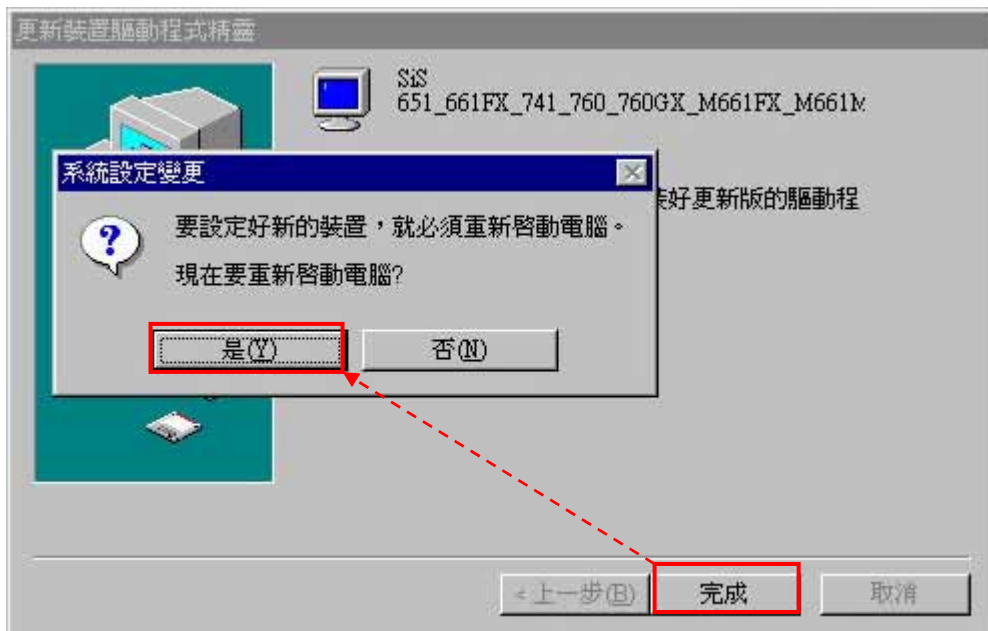 更新裝置驅動程式精靈
SiS
651_661FX_741_760_760GX_M661FX_M661M
系統設定變更
好更新版的驅動程
要設定好新的裝置，就必須重新啓動電腦。
現在要重新啓動電腦?
是(Y)
否(N)
<上一步(B)
完成
取消